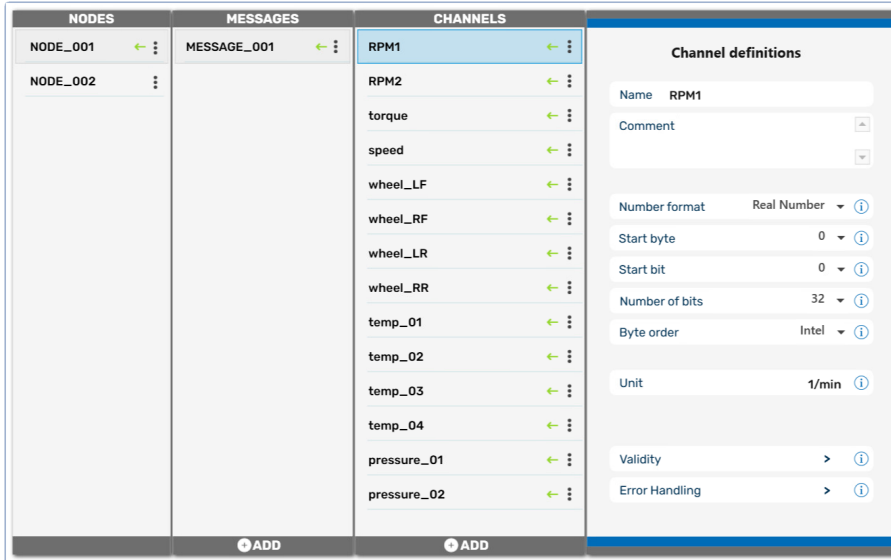 NODES
NODE_001
NODE_002
MESSAGES
MESSAGE_001
ADD
CHANNELS
RPM1
RPM2
torque
speed
wheel_LF
wheel_RF
wheel_LR
wheel_RR
temp_01
temp_02
temp_03
temp_04
pressure_01
pressure_02
ADD
Channel definitions
Name RPM1
Comment
Number format Real Number
Start byte 0
Start bit 0
Number of bits 32
Byte order Intel
Unit 1/min
Validity >
Error Handling >